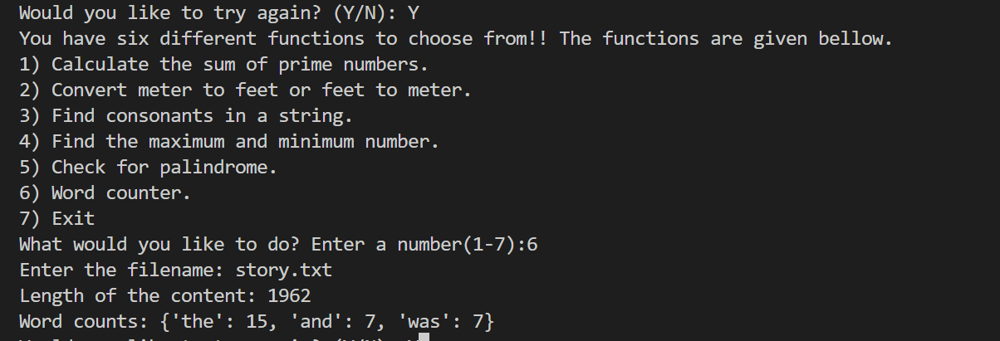 Would you like to try again? (Y/N): Y
You have six different functions to choose from!! The functions are given bellow.
1) Calculate the sum of prime numbers.
2) Convert meter to feet or feet to meter.
3) Find consonants in a string.
4) Find the maximum and minimum number.
5) Check for palindrome.
6) Word counter.
7) Exit
What would you like to do? Enter a number(1-7):6
Enter the filename: story.txt
Length of the content: 1962
Word counts: {'the': 15, 'and': 7, 'was': 7}